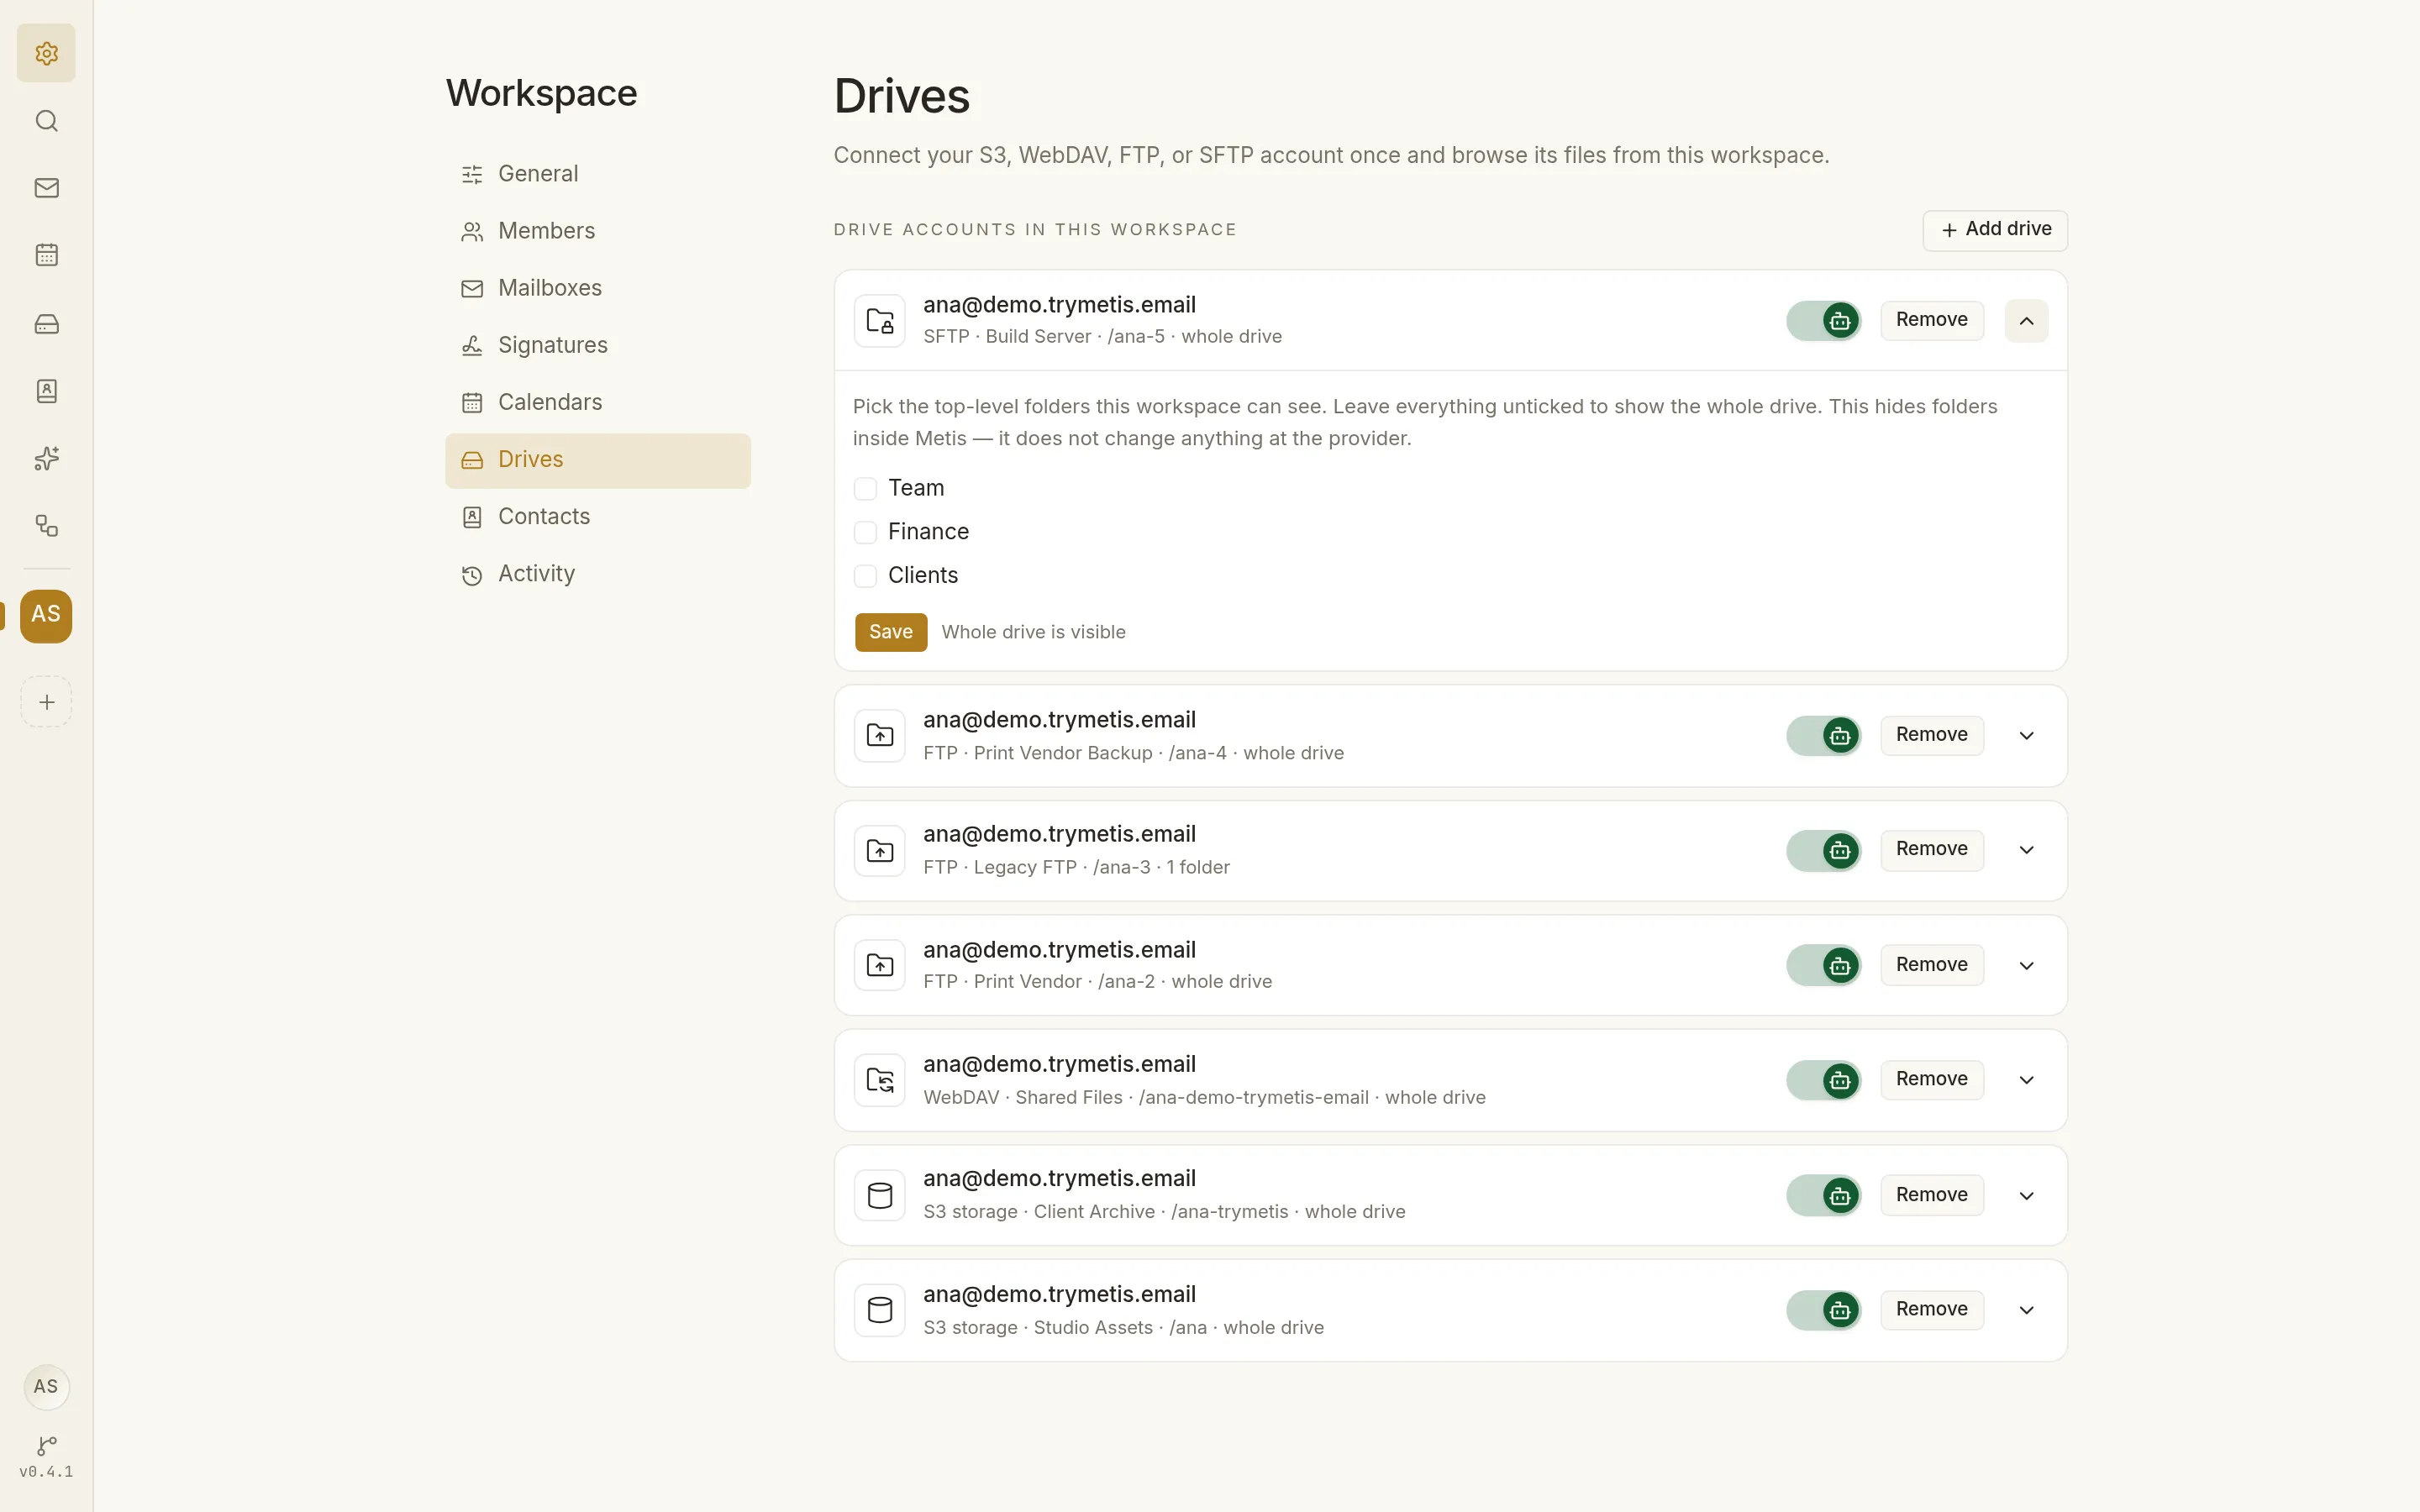 Workspace
General
Members
Mailboxes
Signatures
Calendars
Drives
Contacts
Activity
AS
AS
v0.4.1
Drives
Connect your S3, WebDAV, FTP, or SFTP account once and browse its files from this workspace.
DRIVE ACCOUNTS IN THIS WORKSPACE
Add drive
ana@demo.trymetis.email
SFTP · Build Server · /ana-5 · whole drive
Remove
Pick the top-level folders this workspace can see. Leave everything unticked to show the whole drive. This hides folders
inside Metis — it does not change anything at the provider.
Team
Finance
Clients
Save
Whole drive is visible
ana@demo.trymetis.email
FTP · Print Vendor Backup · /ana-4 · whole drive
Remove
ana@demo.trymetis.email
FTP · Legacy FTP · /ana-3 · 1 folder
Remove
ana@demo.trymetis.email
FTP · Print Vendor · /ana-2 · whole drive
Remove
ana@demo.trymetis.email
WebDAV · Shared Files · /ana-demo-trymetis-email · whole drive
Remove
ana@demo.trymetis.email
S3 storage · Client Archive · /ana-trymetis · whole drive
Remove
ana@demo.trymetis.email
S3 storage · Studio Assets · /ana · whole drive
Remove